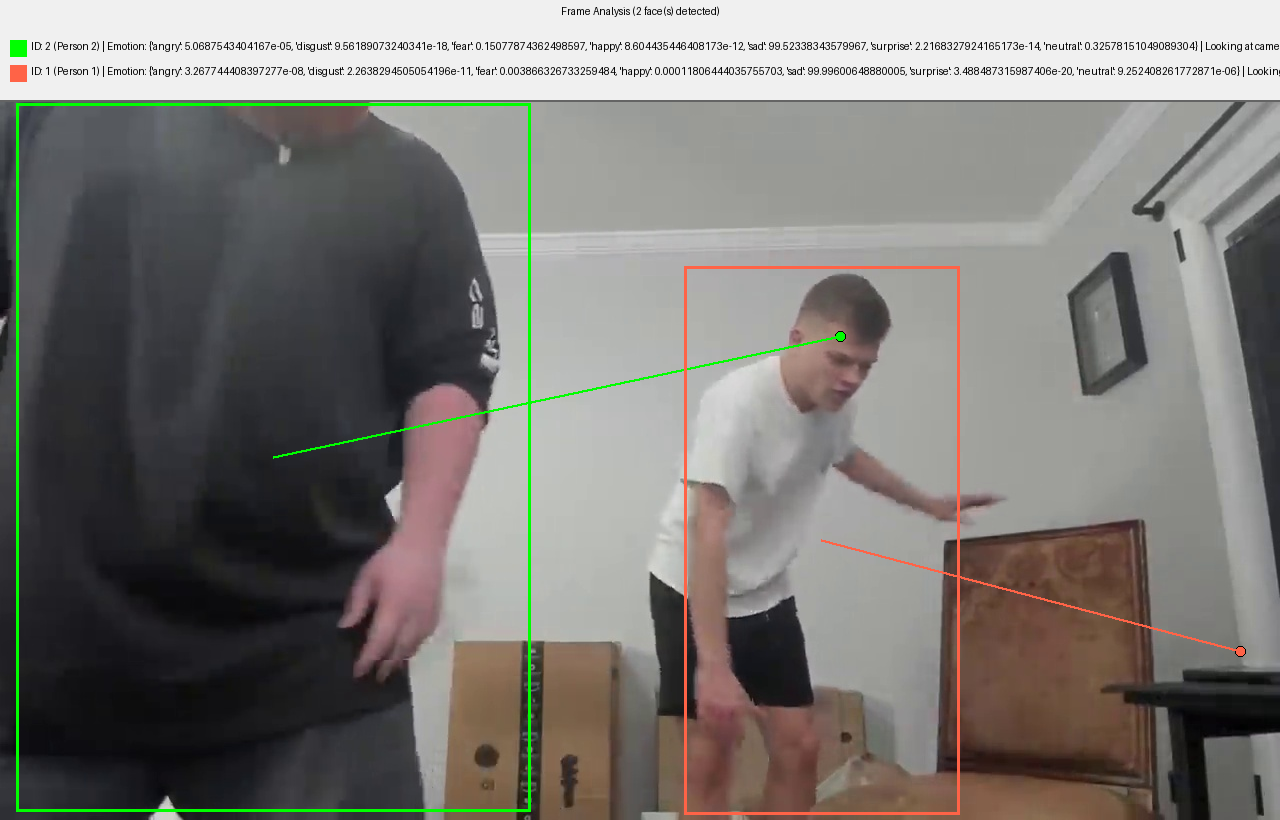 Frame Analysis (2 face(s) detected)
ID: 2 (Person 2) | Emotion: {'angry': 5.0687543404167e-05, 'disgust': 9.56189073240341e-18, 'fear': 0.15077874362498597, 'happy': 8.604435446408173e-12, 'sad': 99.52338343579967, 'surprise': 2.2168327924165173e-14, 'neutral': 0.32578151049089304} | Looking at came
ID: 1 (Person 1) | Emotion: {'angry': 3.267744408397277e-08, 'disgust': 2.2638294505054196e-11, 'fear': 0.003866326733259484, 'happy': 0.00011806444035755703, 'sad': 99.99600648880005, 'surprise': 3.488487315987406e-20, 'neutral': 9.252408261772871e-06} | Looking